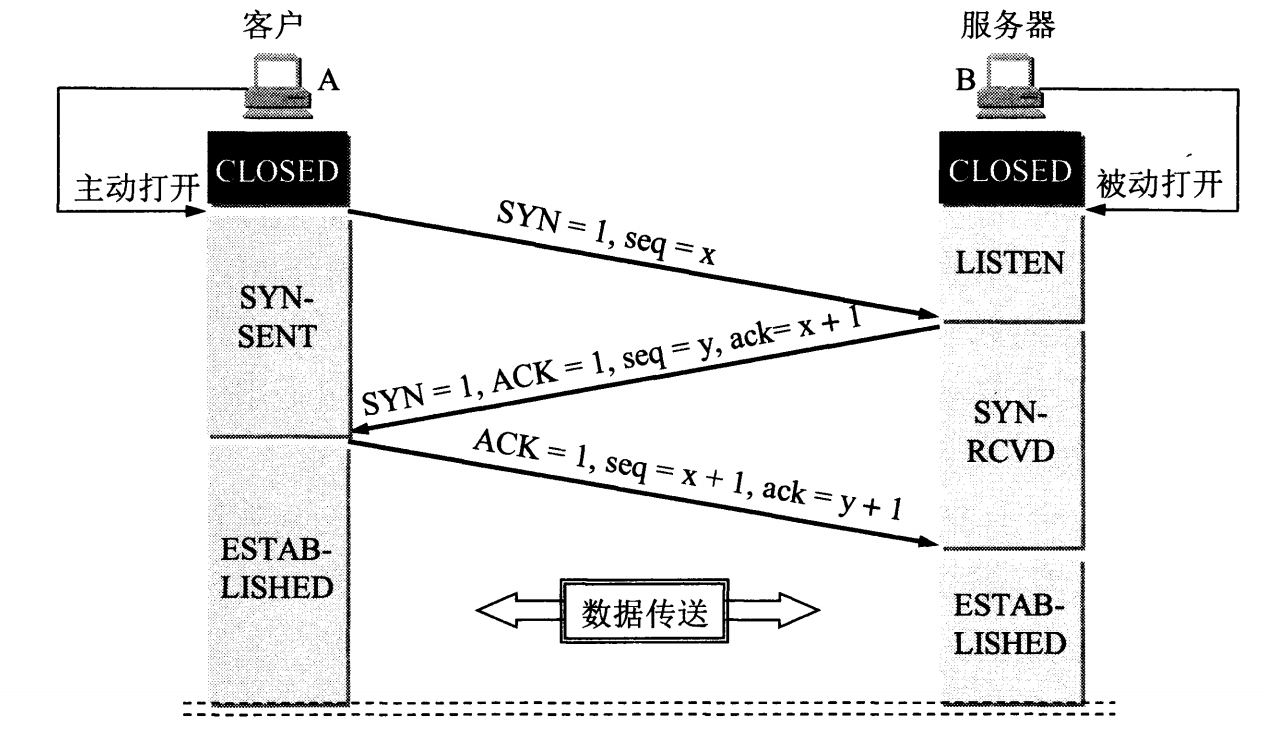 客户
服务器
A
B
CLOSED
CLOSED
主动打开
被动打开
SYN = 1, seq = x
LISTEN
SYN-
SENT
SYN = 1, ACK = 1, seq = y, ack= x + 1
SYN-
RCVD
ACK = 1, seq = x + 1, ack = y + 1
ESTAB-
LISHED
数据传送
ESTAB-
LISHED